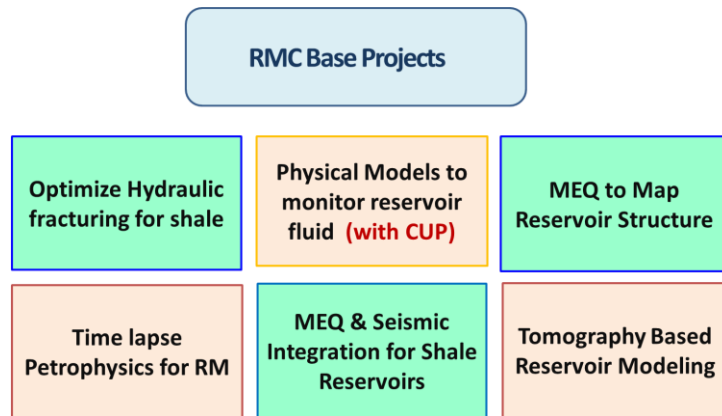 RMC Base Projects
Optimize Hydraulic
fracturing for shale
Physical Models to
monitor reservoir
fluid (with CUP)
MEQ to Map
Reservoir Structure
Time lapse
Petrophysics for RM
MEQ & Seismic
Integration for Shale
Reservoirs
Tomography Based
Reservoir Modeling